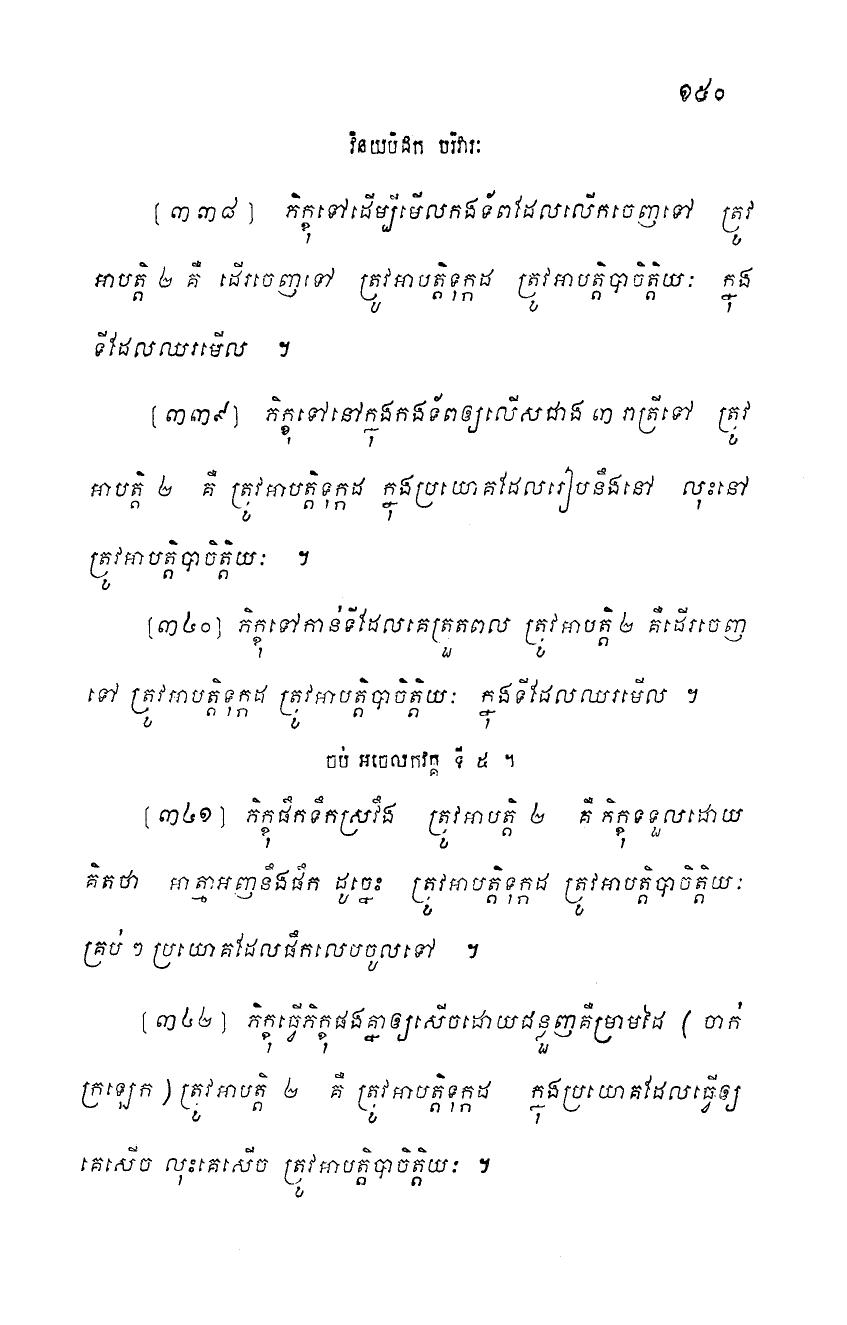 ១៥០
វិនយបិដក បរិវារៈ
[៣៣៨] ភិក្ខុទៅដើម្បីមើលកងទ័ពដែលលើកចេញទៅ ត្រូវ
អាបត្តិ ២ គឺ ដើរចេញទៅ ត្រូវអាបត្តិទុក្កដ ត្រូវអាបត្តិបាចិត្តិយៈ ក្នុង
ទីដែលឈរមើល ។
[៣៣៩] ភិក្ខុទៅនៅក្នុងកងទ័ពឲ្យលើសជាង ៣ រាត្រីទៅ ត្រូវ
អាបត្តិ ២ គឺ ត្រូវអាបត្តិទុក្កដ ក្នុងប្រយោគដែលរៀបនឹងនៅ លុះនៅ
ត្រូវអាបត្តិបាចិត្តិយៈ ។
[៣៤០] ភិក្ខុទៅកាន់ទីដែលគេត្រួតពល ត្រូវអាបត្តិ ២ គឺដើរចេញ
ទៅ ត្រូវអាបត្តិទុក្កដ ត្រូវអាបត្តិបាចិត្តិយៈ ក្នុងទីដែលឈរមើល ។
ចប់ អចេលកវគ្គ ទី ៥ ។
[៣៤១] ភិក្ខុផឹកទឹកស្រវឹង ត្រូវអាបត្តិ ២ គឺ ភិក្ខុទទួលដោយ
គិតថា អាត្មាអញនឹងផឹក ដូច្នេះ ត្រូវអាបត្តិទុក្កដ ត្រូវអាបត្តិបាចិត្តិយៈ
គ្រប់ ៗ ប្រយោគដែលផឹកលេបចូលទៅ ។
[៣៤២] ភិក្ខុធ្វើភិក្ខុផងគ្នាឲ្យសើចដោយដន្ទួញគឺម្រាមដៃ ( ចាក់
ក្រឡេក ) ត្រូវអាបត្តិ ២ គឺ ត្រូវអាបត្តិទុក្កដ ក្នុងប្រយោគដែលធ្វើឲ្យ
គេសើច លុះគេសើច ត្រូវអាបត្តិបាចិត្តិយៈ ។